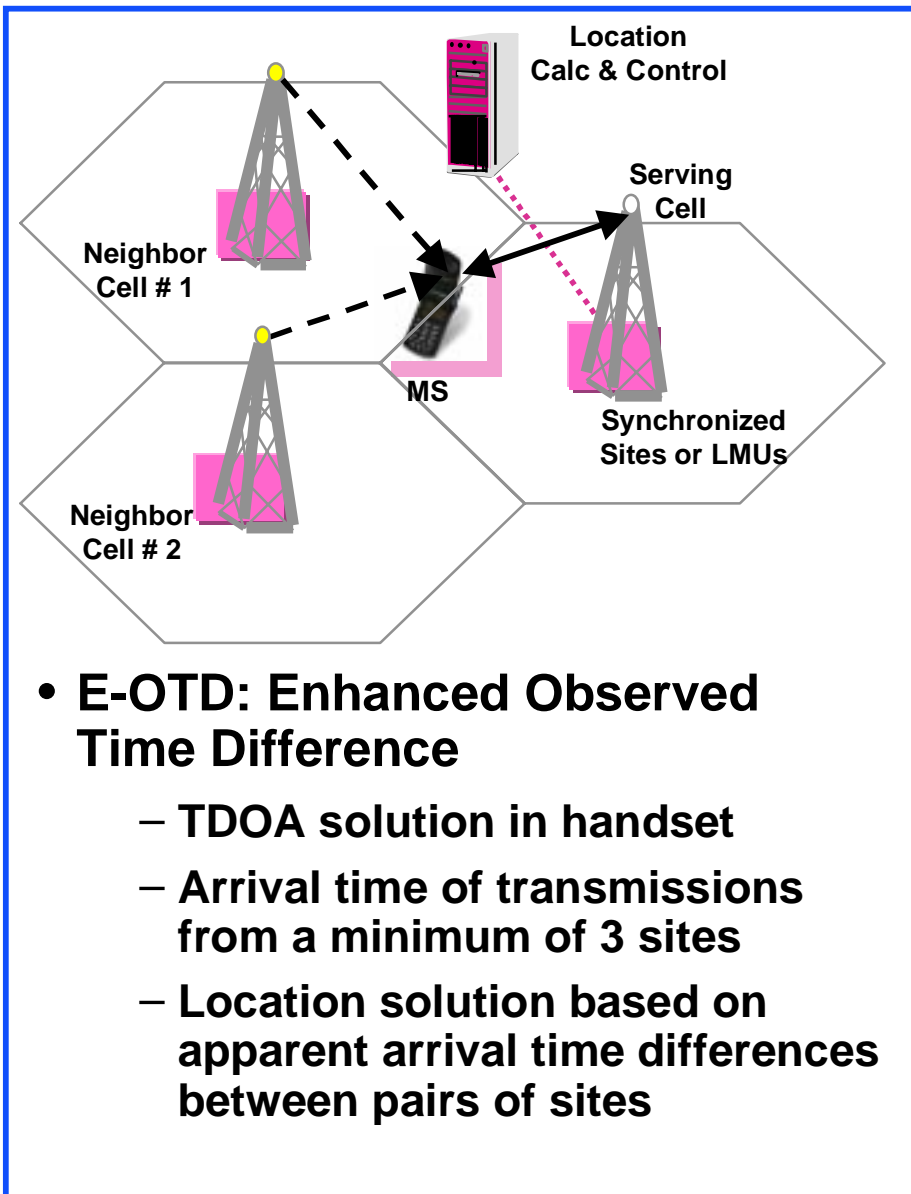 Location
Calc & Control
Serving
Cell
Neighbor
Cell # 1
MS
Synchronized
Sites or LMUs
Neighbor
Cell # 2
• E-OTD: Enhanced Observed
Time Difference
– TDOA solution in handset
– Arrival time of transmissions
from a minimum of 3 sites
– Location solution based on
apparent arrival time differences
between pairs of sites